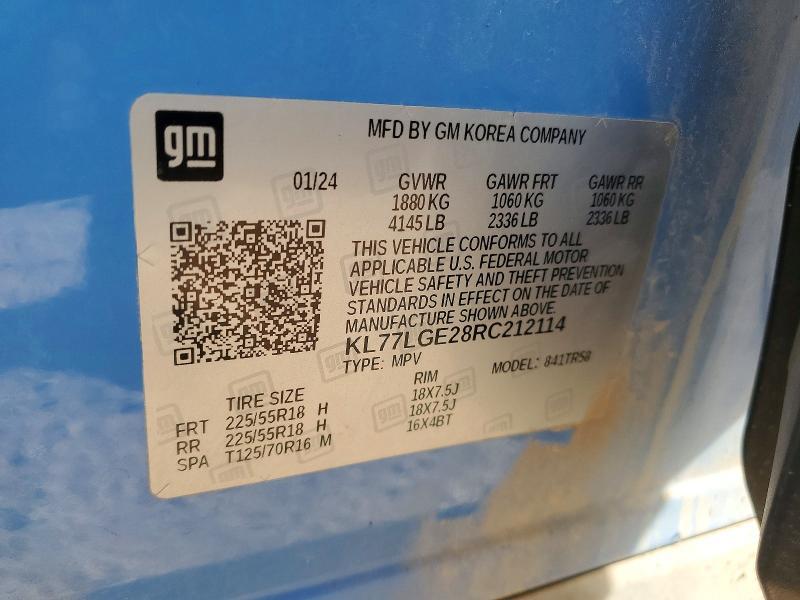 gm
MFD BY GM KOREA COMPANY
01/24 GVWR GAWR FRT GAWR RR
1880 KG 1060 KG 1060 KG
4145 LB 2336 LB 2336 LB
THIS VEHICLE CONFORMS TO ALL
APPLICABLE U.S. FEDERAL MOTOR
VEHICLE SAFETY AND THEFT PREVENTION
STANDARDS IN EFFECT ON THE DATE OF
MANUFACTURE SHOWN ABOVE.
KL77LGE28RC212114
TYPE: MPV MODEL: 841TR58
TIRE SIZE RIM
FRT 225/55R18 H 18X7.5J
RR 225/55R18 H 18X7.5J
SPA T125/70R16 M 16X4BT